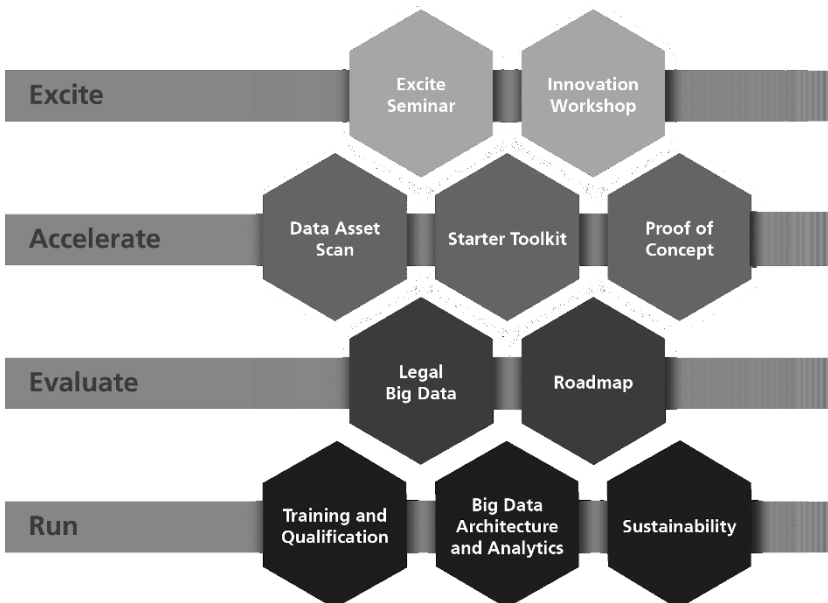 Excite
Excite
Seminar
Innovation
Workshop
Accelerate
Data Asset
Scan
Starter Toolkit
Proof of
Concept
Evaluate
Legal
Big Data
Roadmap
Run
Training and
Qualification
Big Data
Architecture
and Analytics
Sustainability